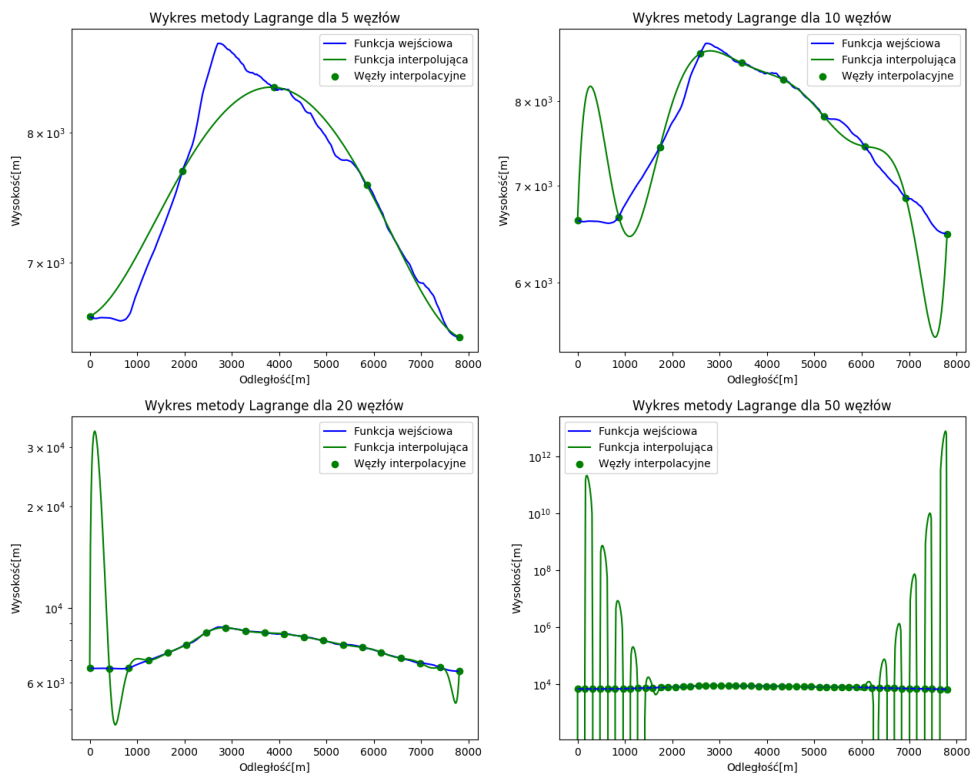 Wykres metody Lagrange dla 5 węzłów
Funkcja wejściowa
Funkcja interpolująca
Węzły interpolacyjne
Wysokość[m]
8 × 10³
7 × 10³
0 1000 2000 3000 4000 5000 6000 7000 8000
Odległość[m]
Wykres metody Lagrange dla 10 węzłów
Funkcja wejściowa
Funkcja interpolująca
Węzły interpolacyjne
Wysokość[m]
8 × 10³
7 × 10³
6 × 10³
0 1000 2000 3000 4000 5000 6000 7000 8000
Odległość[m]
Wykres metody Lagrange dla 20 węzłów
Funkcja wejściowa
Funkcja interpolująca
Węzły interpolacyjne
Wysokość[m]
3 × 10⁴
2 × 10⁴
10⁴
6 × 10³
0 1000 2000 3000 4000 5000 6000 7000 8000
Odległość[m]
Wykres metody Lagrange dla 50 węzłów
Funkcja wejściowa
Funkcja interpolująca
Węzły interpolacyjne
Wysokość[m]
10¹²
10¹⁰
10⁸
10⁶
10⁴
0 1000 2000 3000 4000 5000 6000 7000 8000
Odległość[m]